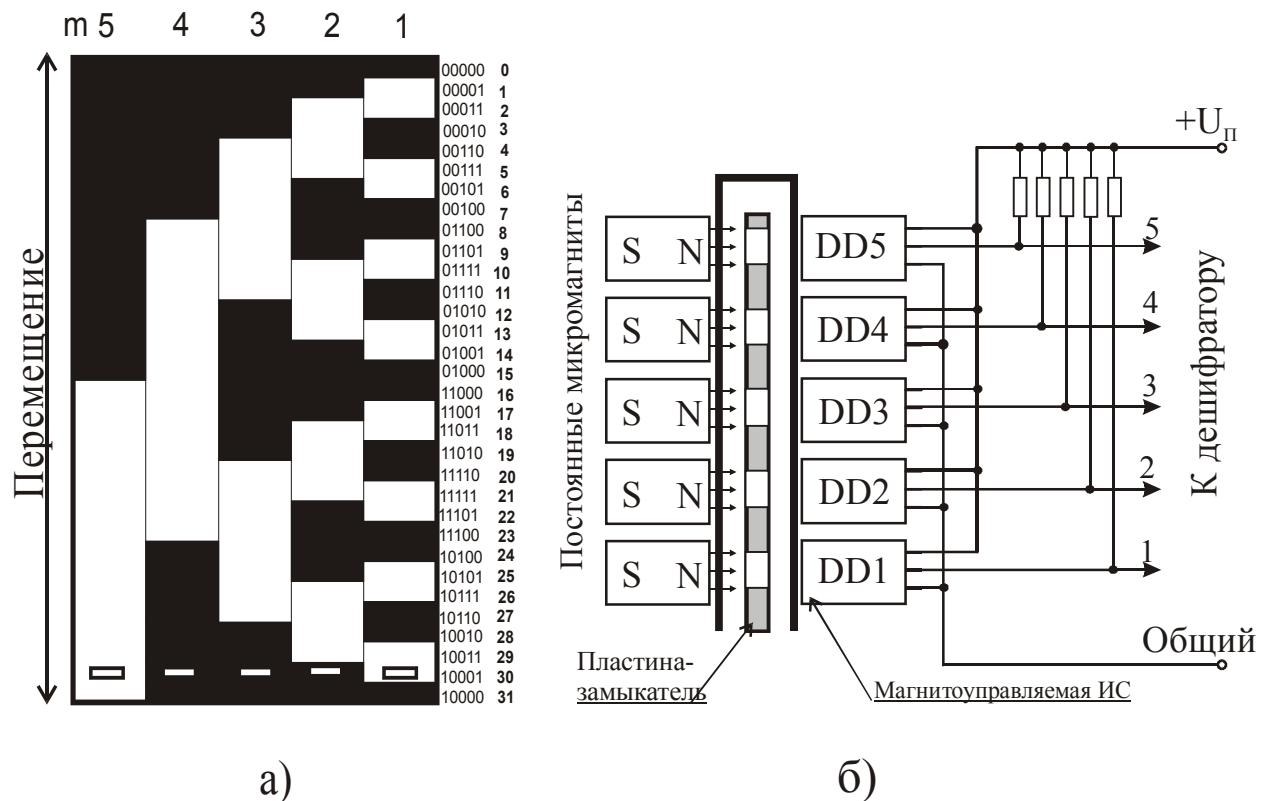 m 5 4 3 2 1
Перемещение
00000 0
00001 1
00011 2
00010 3
00110 4
00111 5
00101 6
00100 7
01100 8
01101 9
01111 10
01110 11
01010 12
01011 13
01001 14
01000 15
11000 16
11001 17
11011 18
11010 19
11110 20
11111 21
11101 22
11100 23
10100 24
10101 25
10111 26
10110 27
10010 28
10011 29
10001 30
10000 31
а)
Постоянные микромагниты
S N
S N
S N
S N
S N
DD5
DD4
DD3
DD2
DD1
+Uп
5
4
3
2
1
К дешифратору
Общий
Пластина-
замыкатель
Магнитоуправляемая ИС
б)